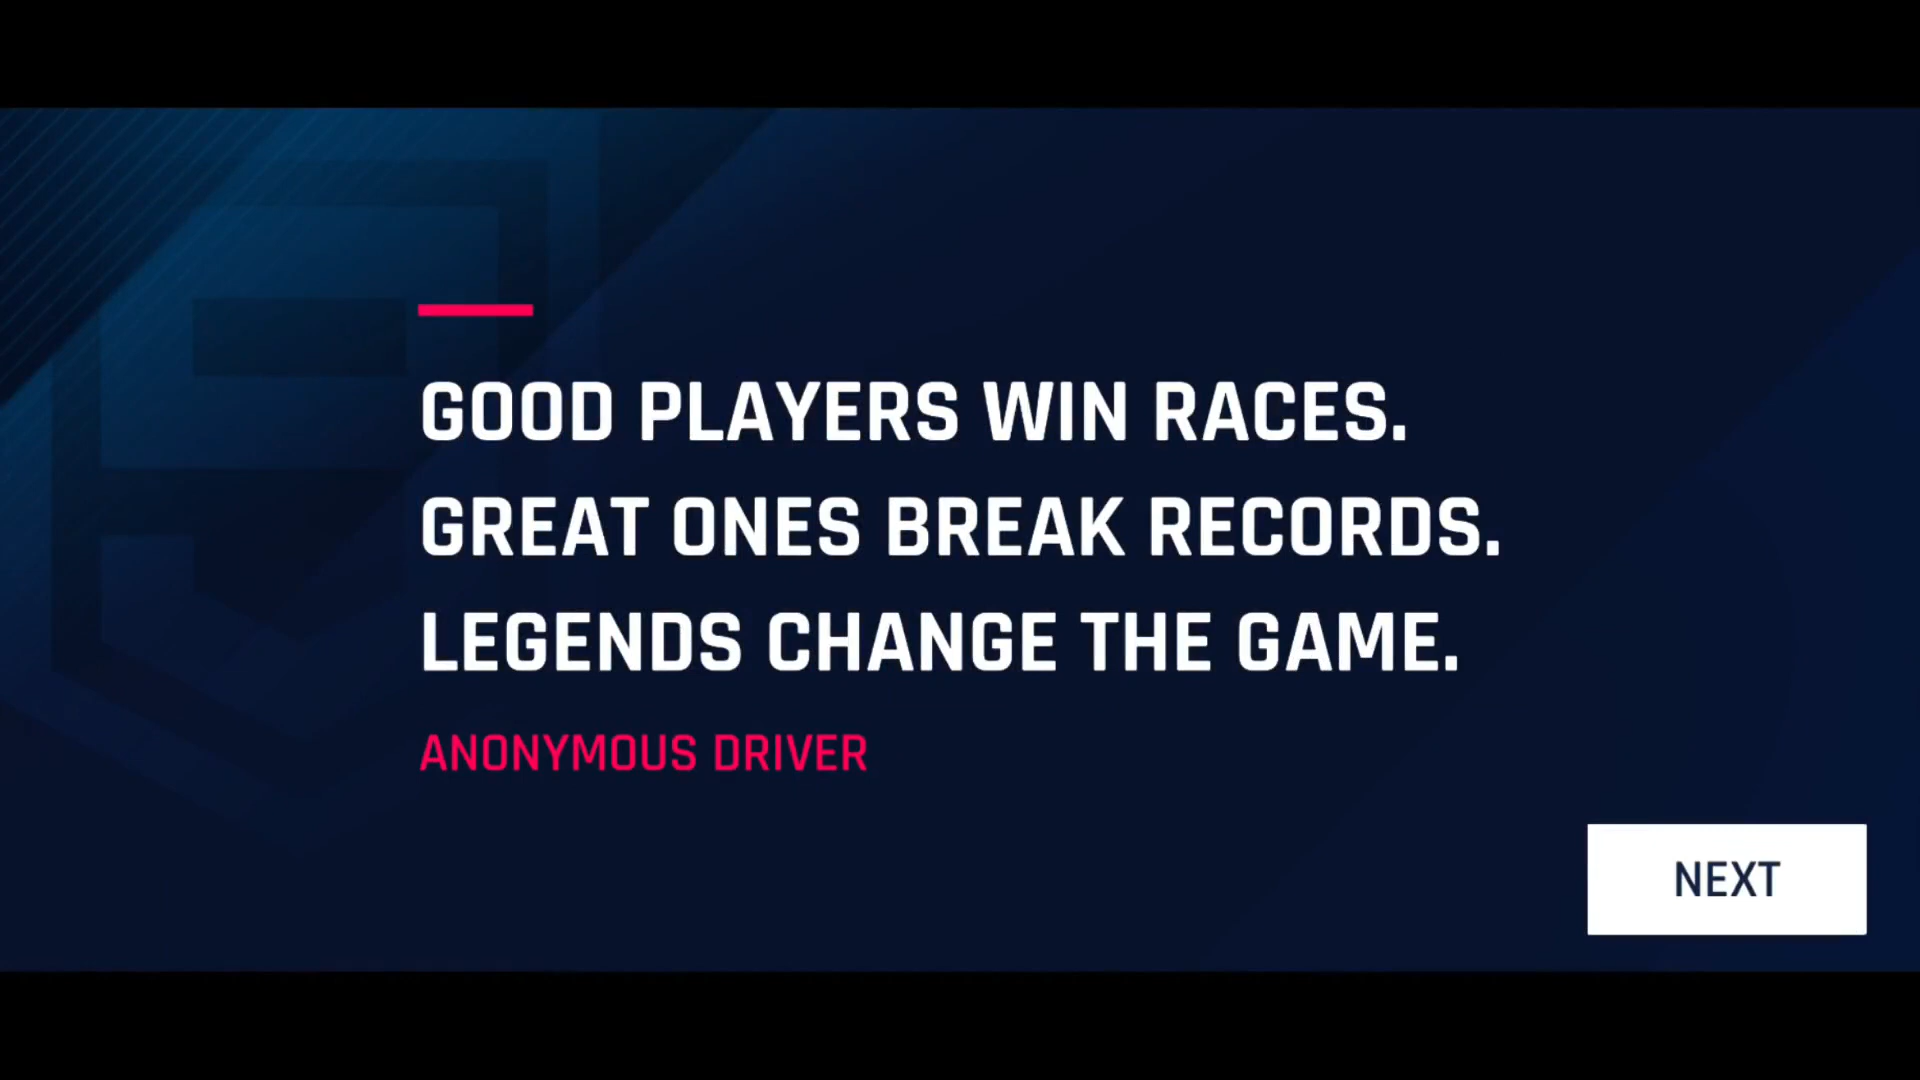 GOOD PLAYERS WIN RACES.
GREAT ONES BREAK RECORDS.
LEGENDS CHANGE THE GAME.
ANONYMOUS DRIVER
NEXT